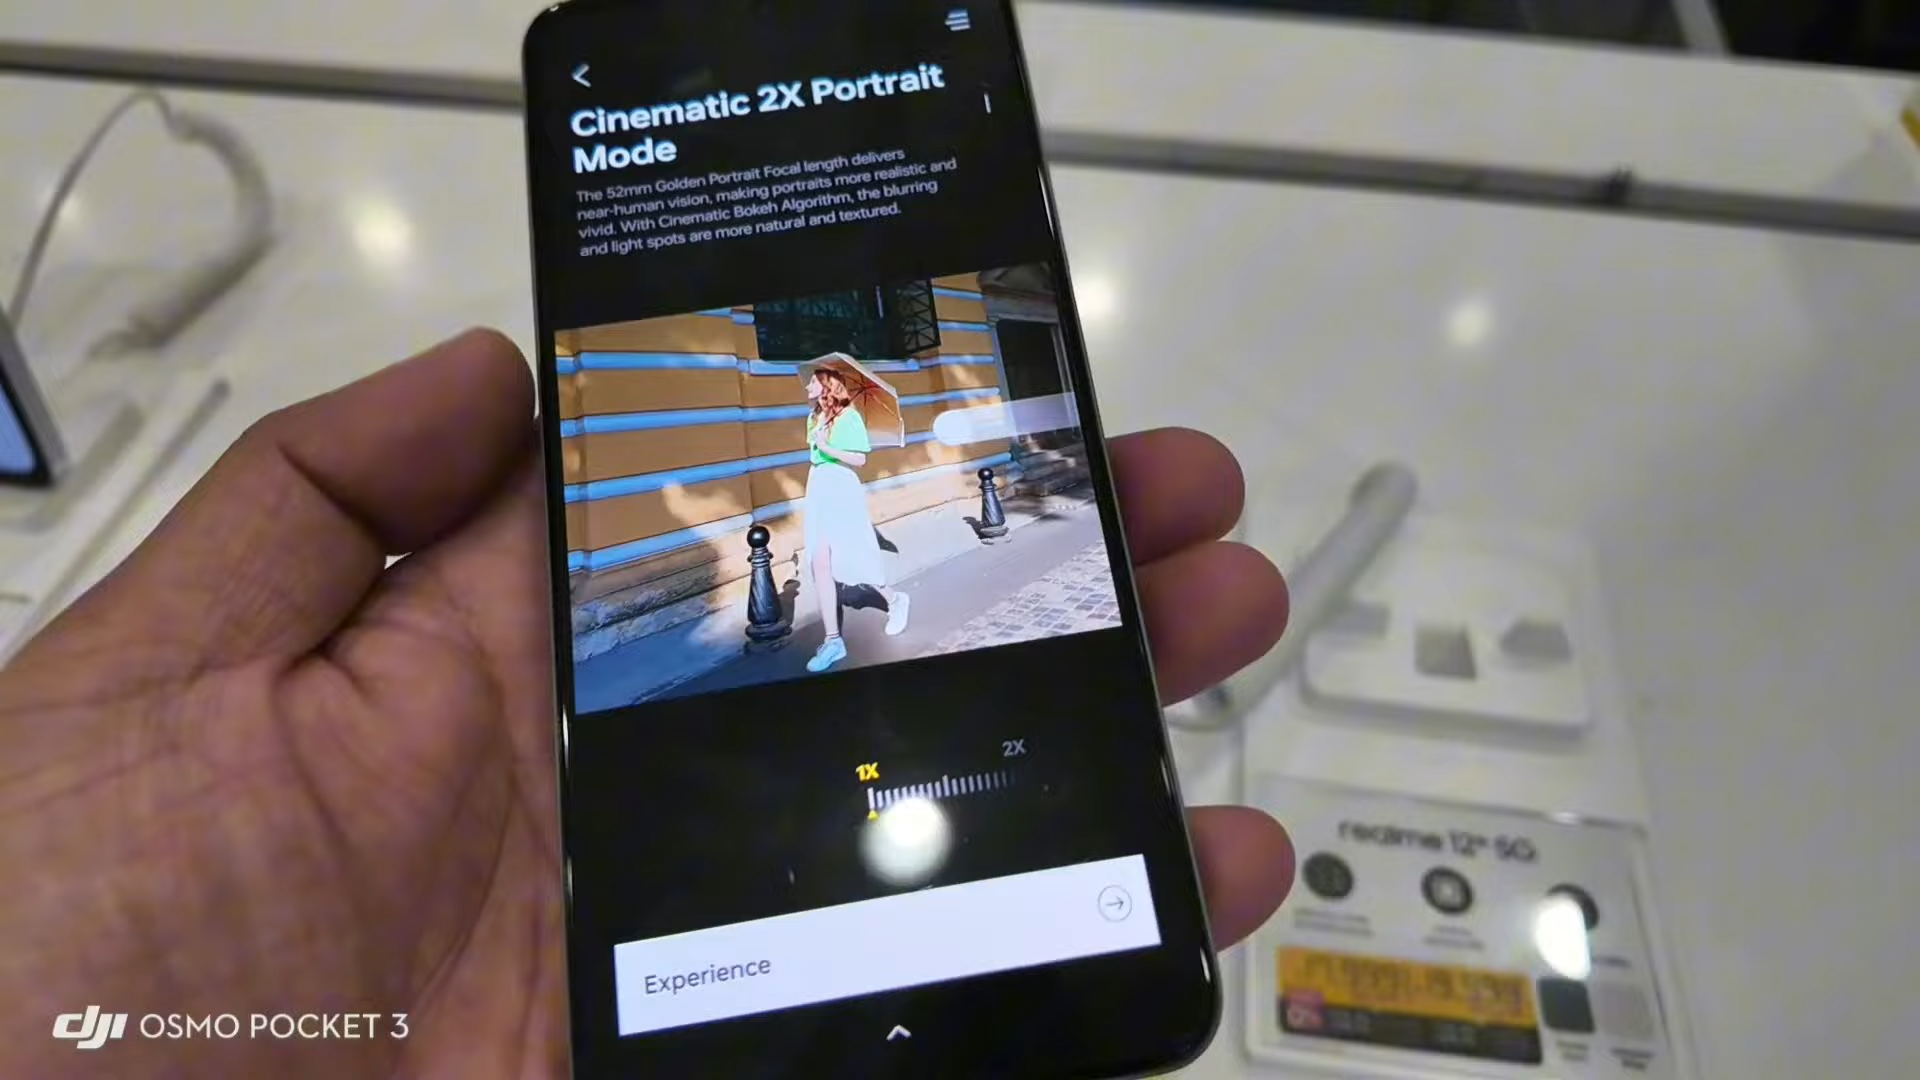 Cinematic 2X Portrait
Mode
The 52mm Golden Portrait Focal length delivers
near-human vision, making portraits more realistic and
vivid. With Cinematic Bokeh Algorithm, the blurring
and light spots are more natural and textured.
1X
2X
Experience
realme 12+ 5G
0%
dji OSMO POCKET 3